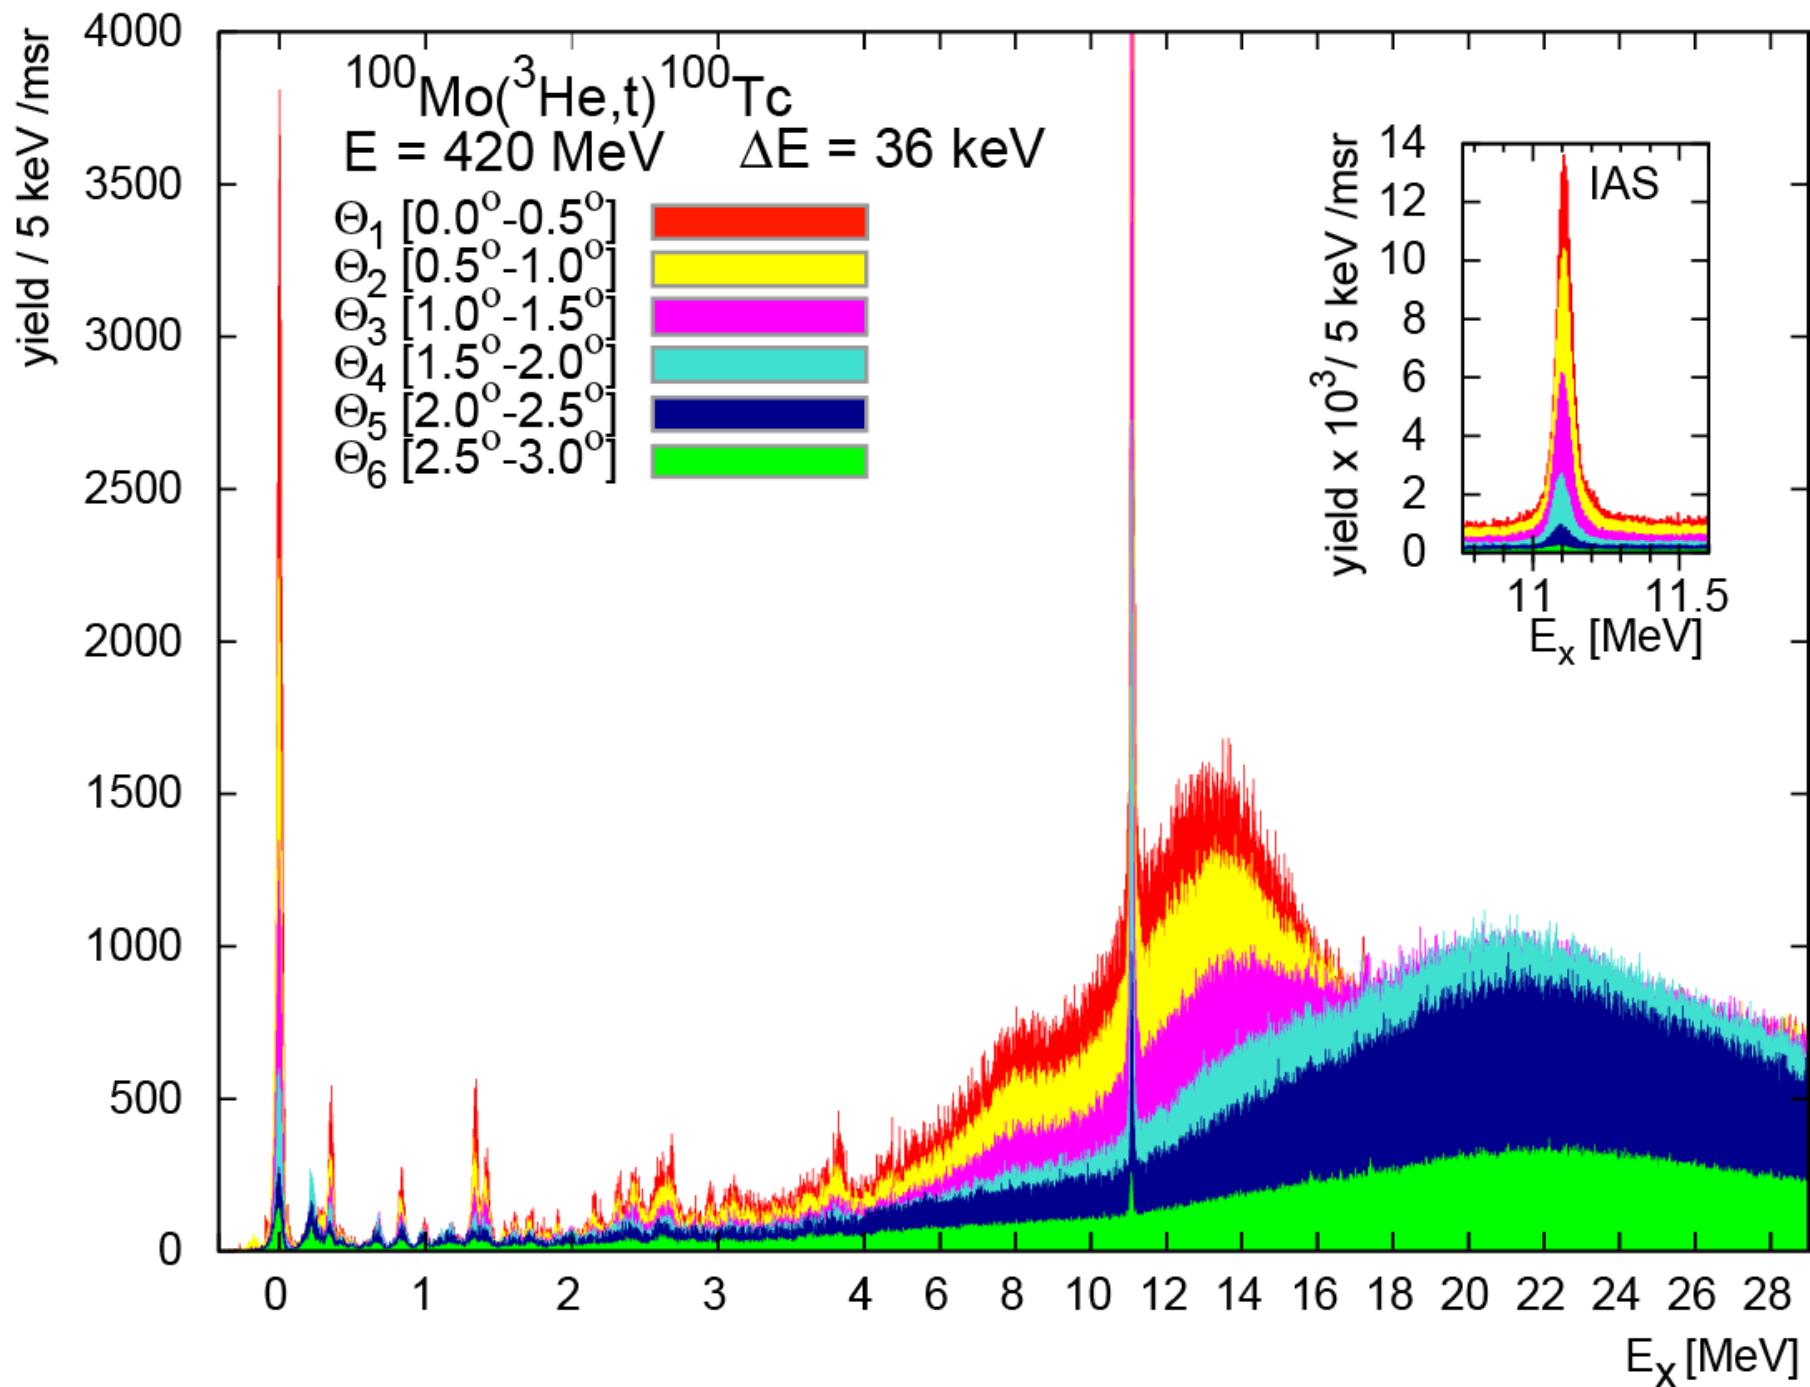 yield / 5 keV /msr
4000
3500
3000
2500
2000
1500
1000
500
0
¹⁰⁰Mo(³He,t)¹⁰⁰Tc
E = 420 MeV ΔE = 36 keV
Θ₁ [0.0°-0.5°]
Θ₂ [0.5°-1.0°]
Θ₃ [1.0°-1.5°]
Θ₄ [1.5°-2.0°]
Θ₅ [2.0°-2.5°]
Θ₆ [2.5°-3.0°]
yield x 10³/ 5 keV /msr
14
12
10
8
6
4
2
0
IAS
11 11.5
Eₓ [MeV]
0 1 2 3 4 6 8 10 12 14 16 18 20 22 24 26 28
Eₓ [MeV]